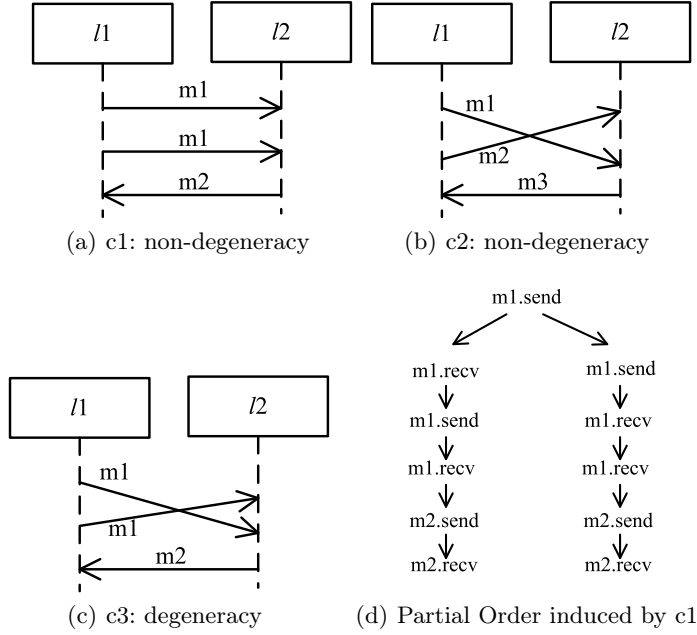 l1 l2 l1 l2
m1 m1
m1 m2
m2 m3
(a) c1: non-degeneracy (b) c2: non-degeneracy
l1 l2
m1
m1
m2
(c) c3: degeneracy
m1.send
m1.recv m1.send
m1.send m1.recv
m1.recv m1.recv
m2.send m2.send
m2.recv m2.recv
(d) Partial Order induced by c1